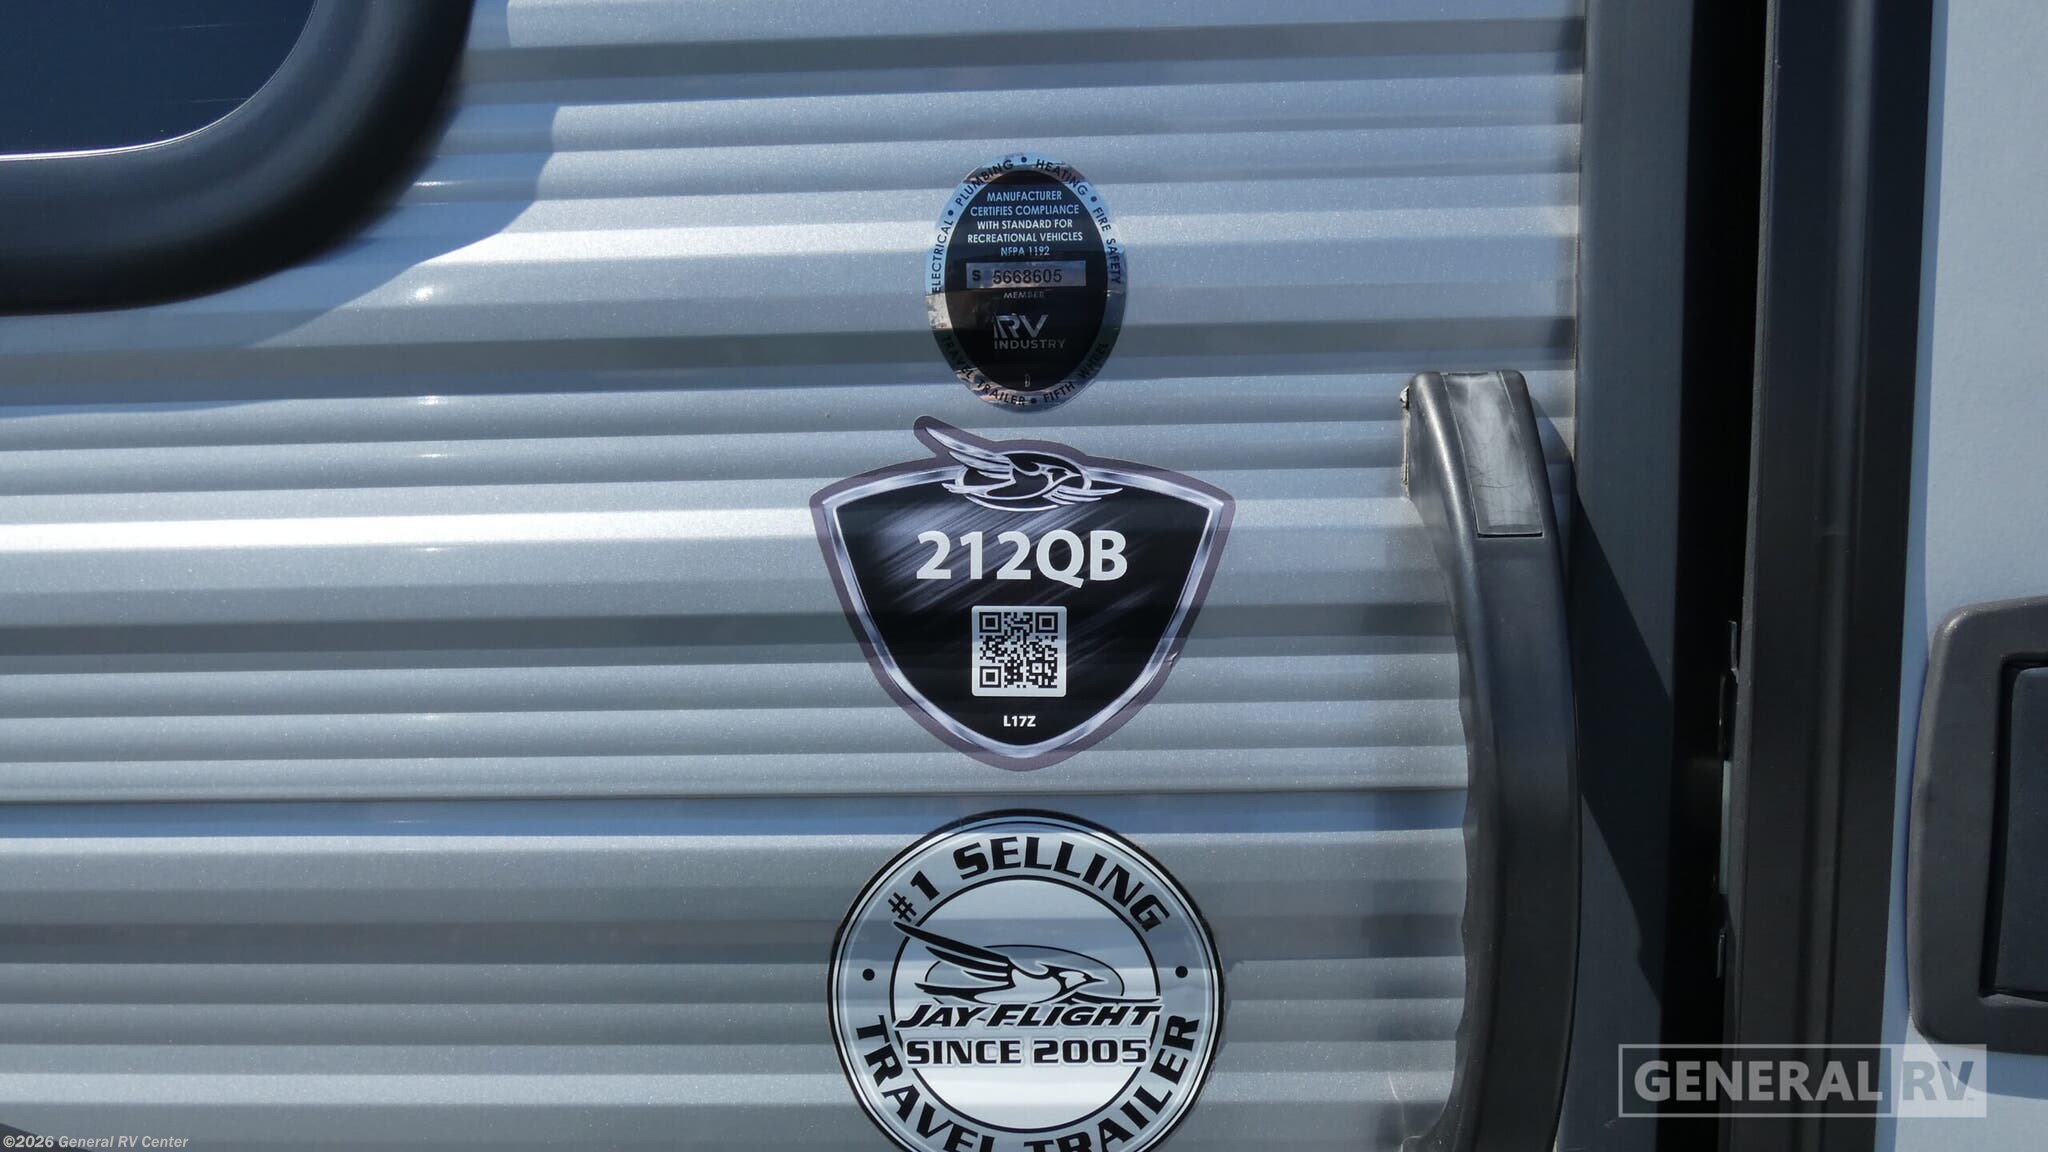 ELECTRICAL • PLUMBING • HEATING • FIRE SAFETY
MANUFACTURER
CERTIFIES COMPLIANCE
WITH STANDARD FOR
RECREATIONAL VEHICLES
NFPA 1192
S 5668605
MEMBER
RV
INDUSTRY
TRAVEL TRAILER • FIFTH WHEEL
212QB
L17Z
#1 SELLING
JAY FLIGHT
SINCE 2005
TRAVEL TRAILER
GENERAL RV
©2026 General RV Center